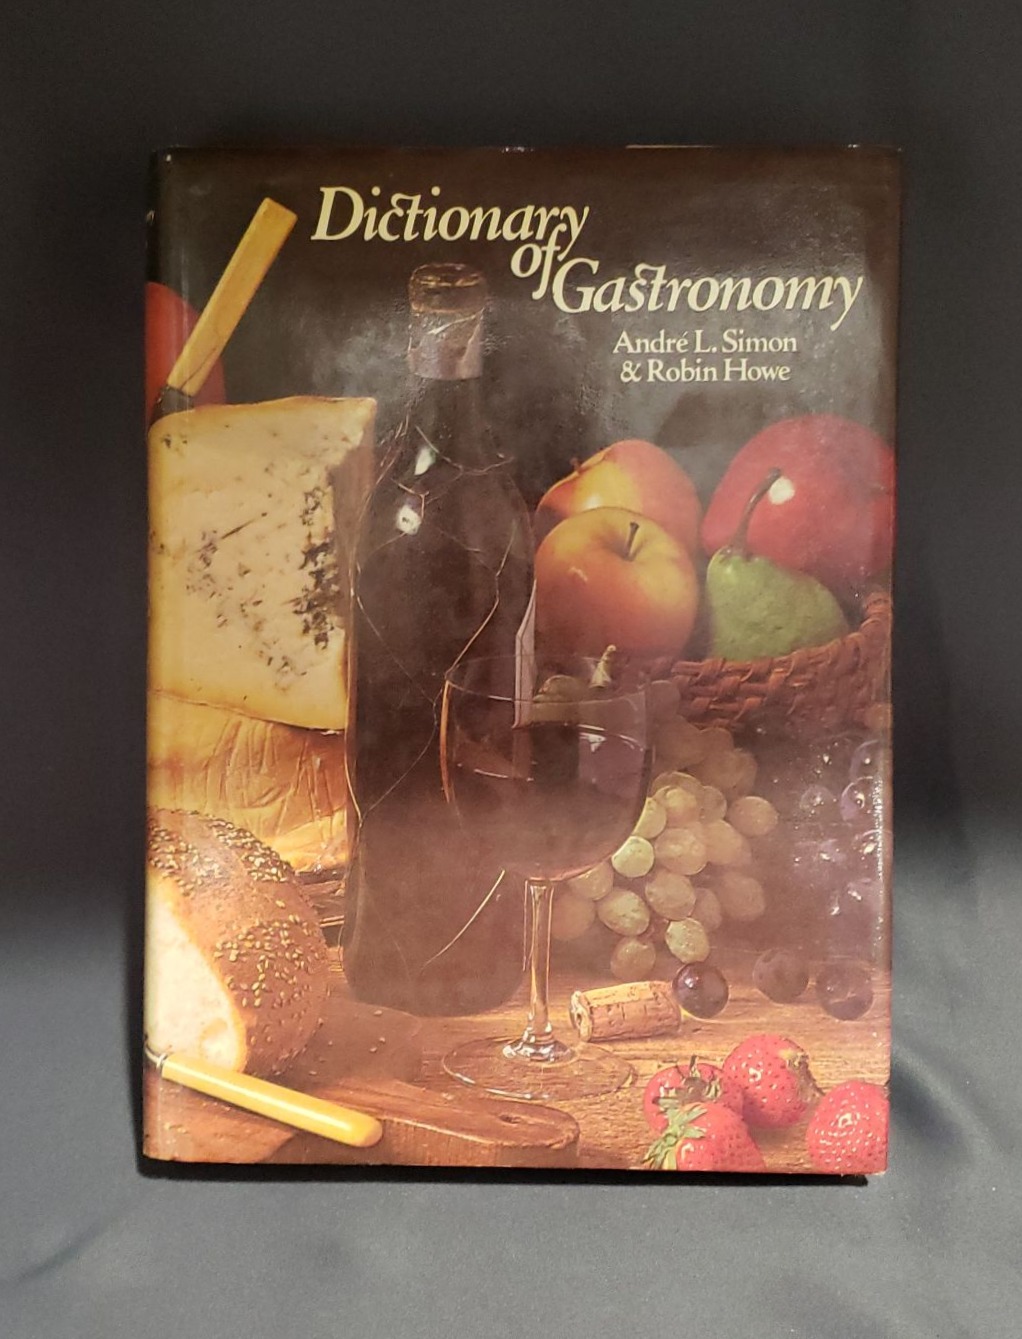 Dictionary
of
Gastronomy
André L. Simon
& Robin Howe